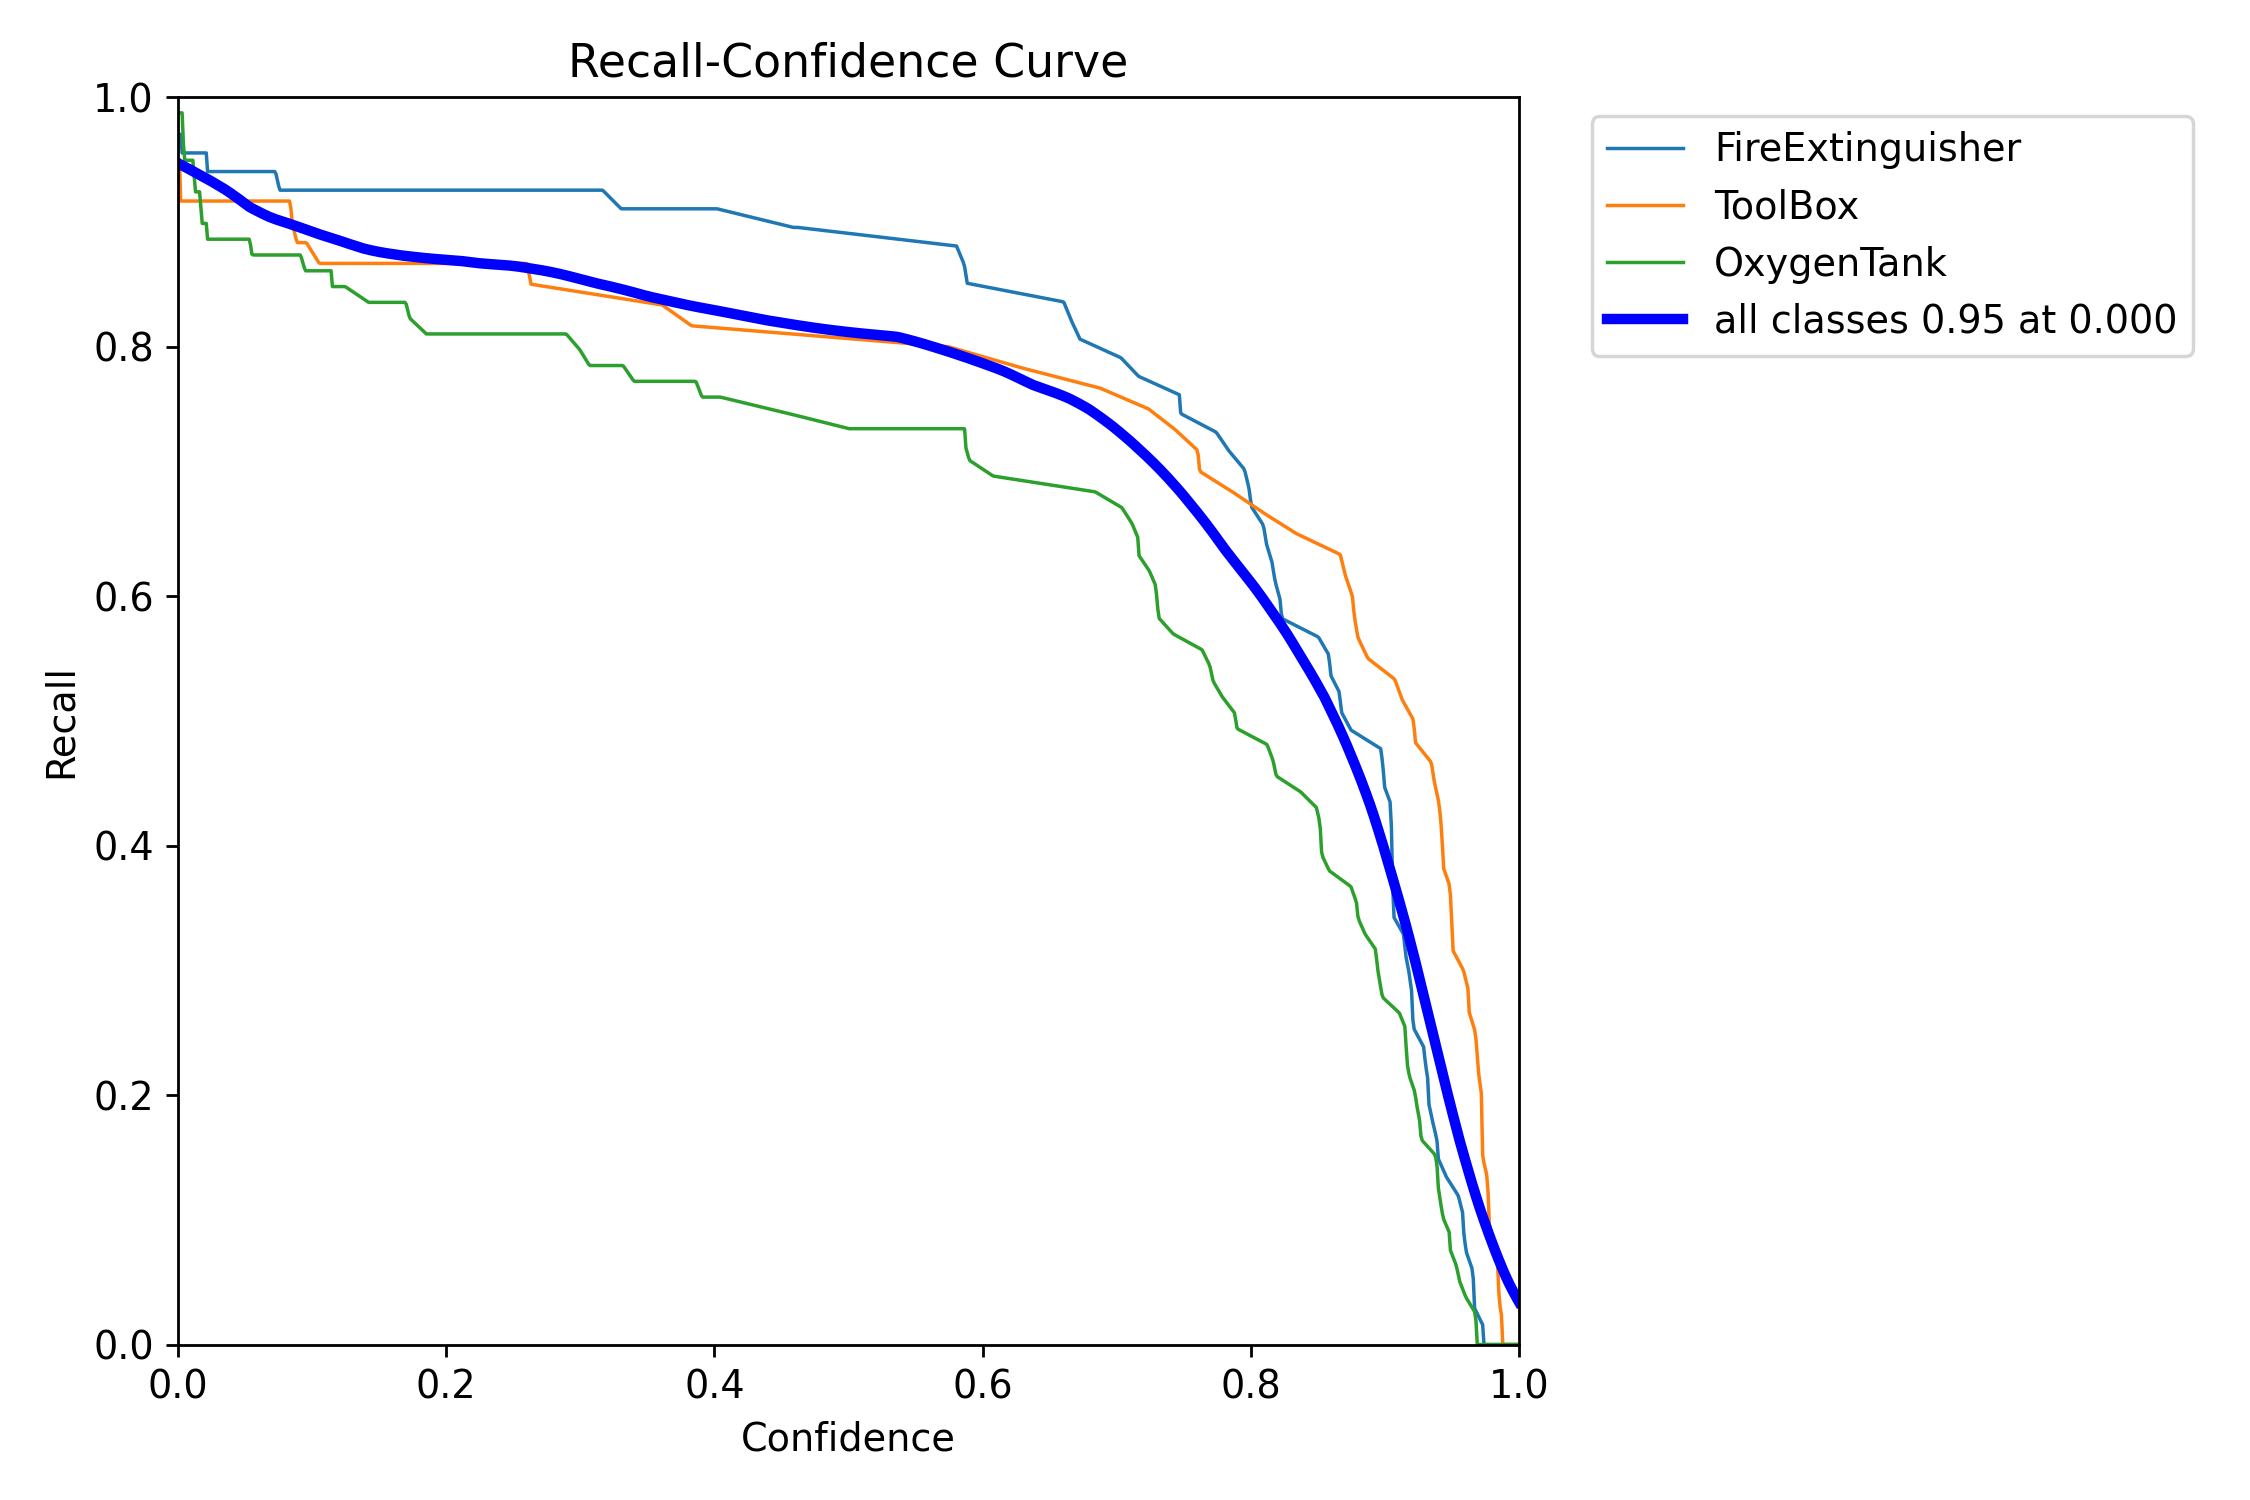 Recall-Confidence Curve
1.0
0.8
0.6
0.4
0.2
0.0
Recall
0.0 0.2 0.4 0.6 0.8 1.0
Confidence
FireExtinguisher
ToolBox
OxygenTank
all classes 0.95 at 0.000